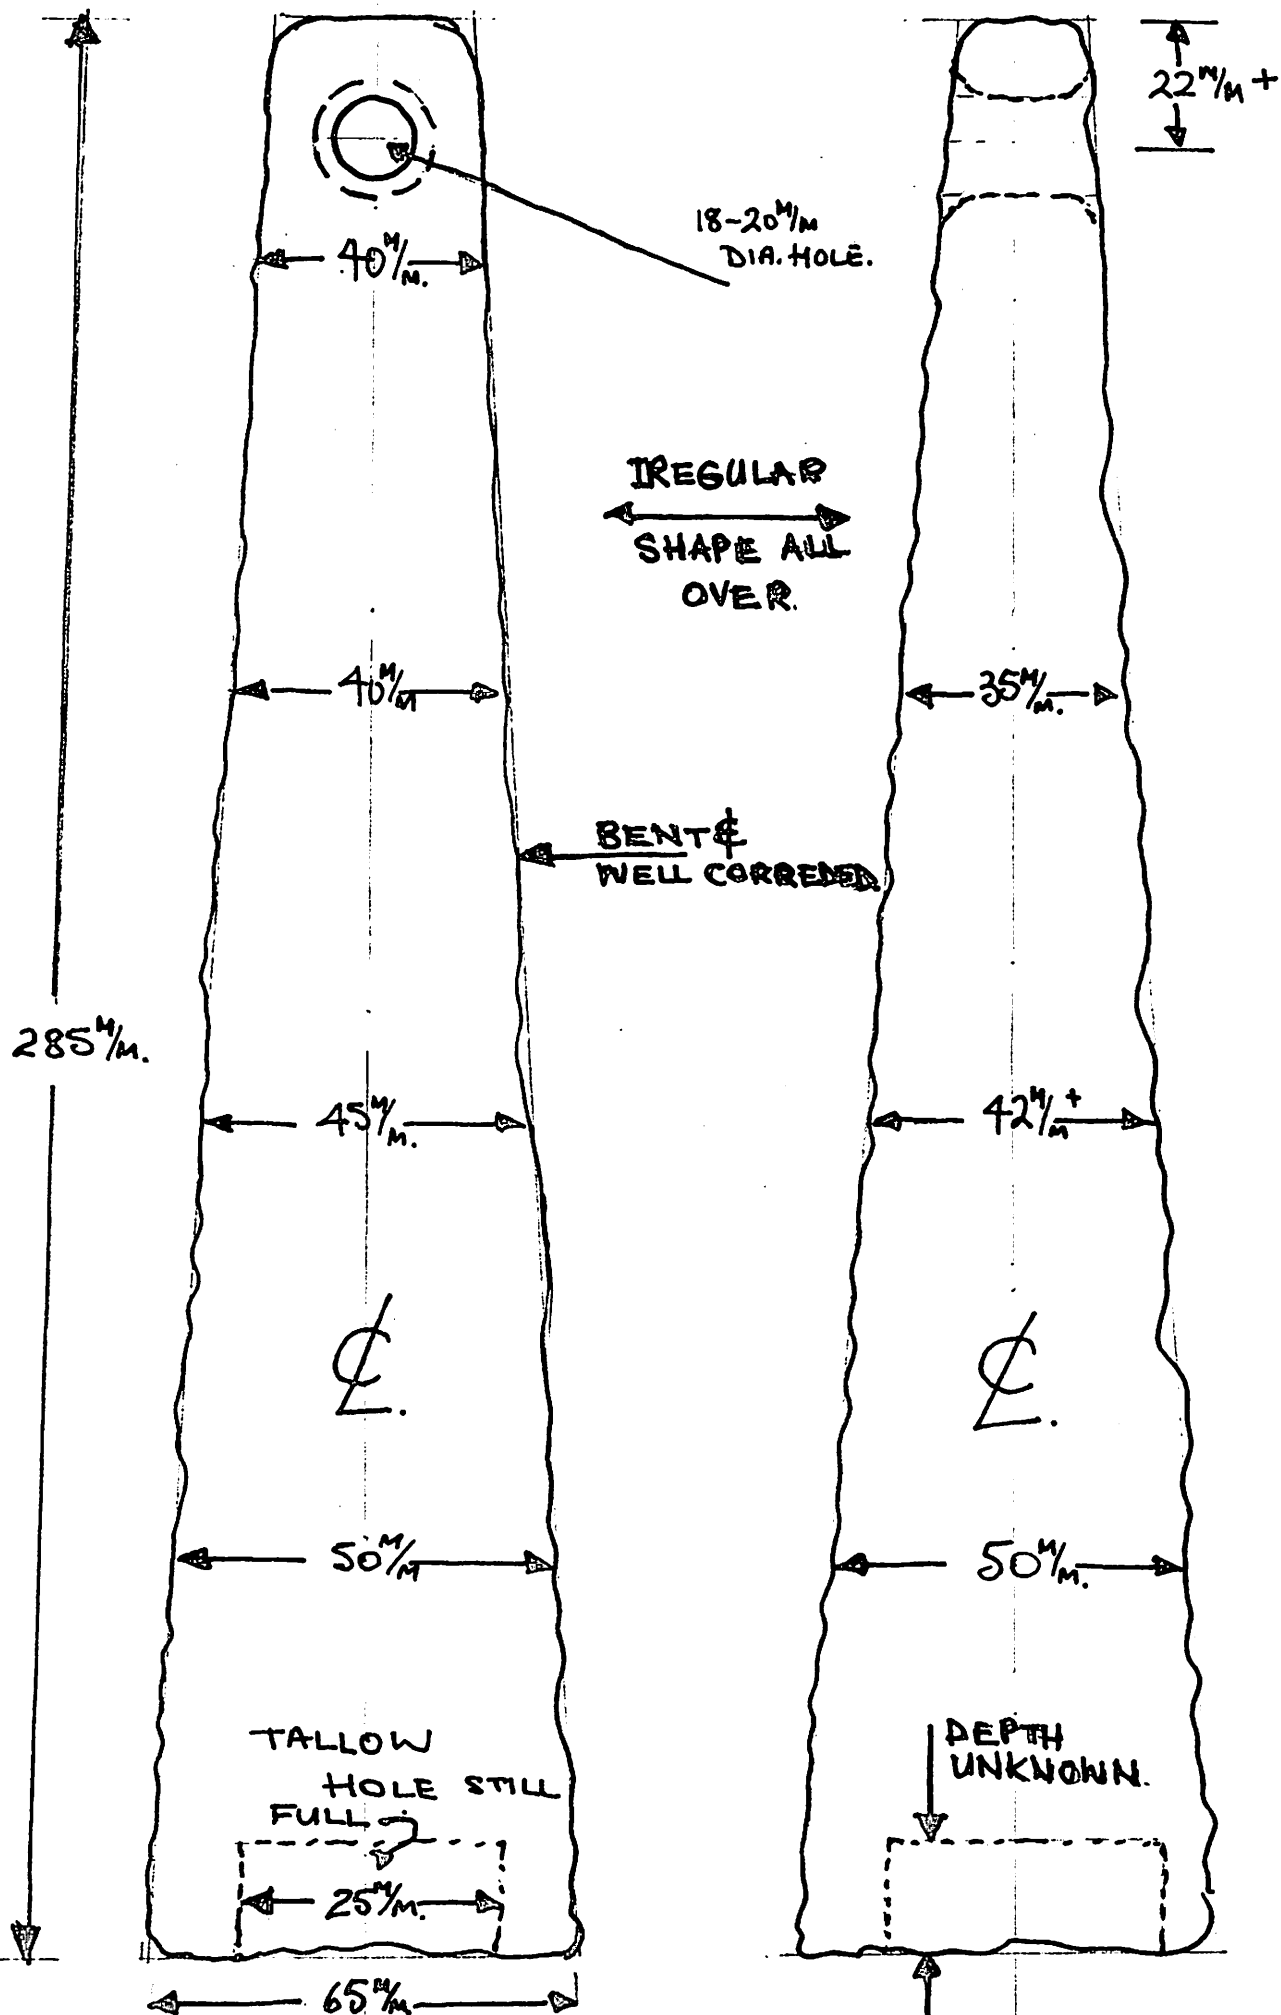 22 M/M +
18-20 M/M
DIA. HOLE.
40 M/M.
IREGULAR
SHAPE ALL
OVER.
40 M/M
35 M/M.
BENT &
WELL CORREDED
285 M/M.
45 M/M.
42 M/M +
℄.
℄.
50 M/M
50 M/M.
TALLOW
HOLE STILL
FULL
DEPTH
UNKNOWN.
25 M/M.
65 M/M.